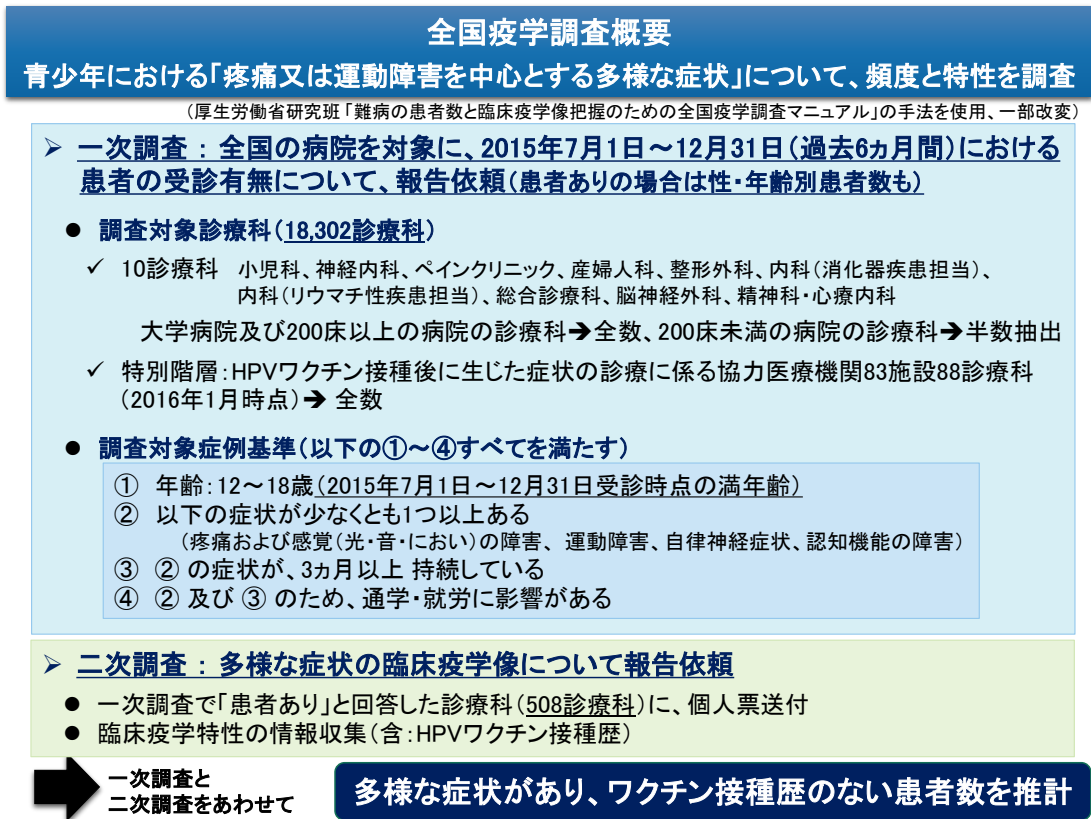 全国疫学調査概要
青少年における「疼痛又は運動障害を中心とする多様な症状」について、頻度と特性を調査
（厚生労働省研究班「難病の患者数と臨床疫学像把握のための全国疫学調査マニュアル」の手法を使用、一部改変）
➢ 一次調査 ： 全国の病院を対象に、2015年7月1日～12月31日（過去6ヵ月間）における
患者の受診有無について、報告依頼（患者ありの場合は性・年齢別患者数も）
● 調査対象診療科（18,302診療科）
✓ 10診療科 小児科、神経内科、ペインクリニック、産婦人科、整形外科、内科（消化器疾患担当）、
内科（リウマチ性疾患担当）、総合診療科、脳神経外科、精神科・心療内科
大学病院及び200床以上の病院の診療科➔全数、200床未満の病院の診療科➔半数抽出
✓ 特別階層：HPVワクチン接種後に生じた症状の診療に係る協力医療機関83施設88診療科
（2016年1月時点）➔ 全数
● 調査対象症例基準（以下の①～④すべてを満たす）
① 年齢：12～18歳（2015年7月1日～12月31日受診時点の満年齢）
② 以下の症状が少なくとも1つ以上ある
（疼痛および感覚（光・音・におい）の障害、 運動障害、自律神経症状、認知機能の障害）
③ ② の症状が、3ヵ月以上 持続している
④ ② 及び ③ のため、通学・就労に影響がある
➢ 二次調査 ： 多様な症状の臨床疫学像について報告依頼
● 一次調査で「患者あり」と回答した診療科（508診療科）に、個人票送付
● 臨床疫学特性の情報収集（含：HPVワクチン接種歴）
一次調査と
二次調査をあわせて
多様な症状があり、ワクチン接種歴のない患者数を推計